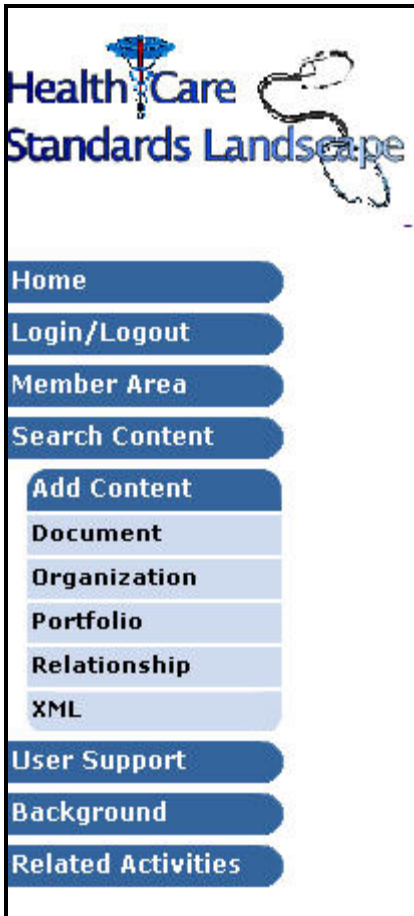 Health Care
Standards Landscape
Home
Login/Logout
Member Area
Search Content
Add Content
Document
Organization
Portfolio
Relationship
XML
User Support
Background
Related Activities